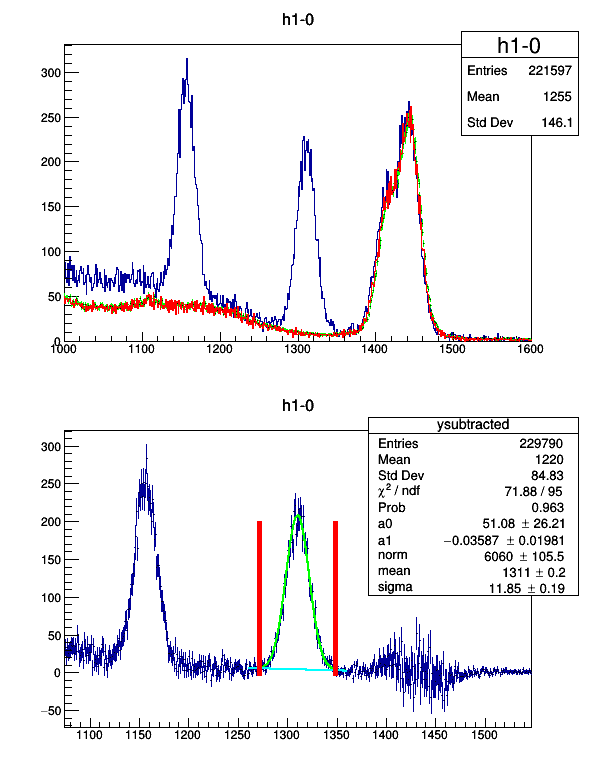 h1-0
h1-0
Entries 221597
Mean 1255
Std Dev 146.1
300
250
200
150
100
50
0
1000 1100 1200 1300 1400 1500 1600
h1-0
ysubtracted
Entries 229790
Mean 1220
Std Dev 84.83
χ² / ndf 71.88 / 95
Prob 0.963
a0 51.08 ± 26.21
a1 −0.03587 ± 0.01981
norm 6060 ± 105.5
mean 1311 ± 0.2
sigma 11.85 ± 0.19
300
250
200
150
100
50
0
−50
1100 1150 1200 1250 1300 1350 1400 1450 1500